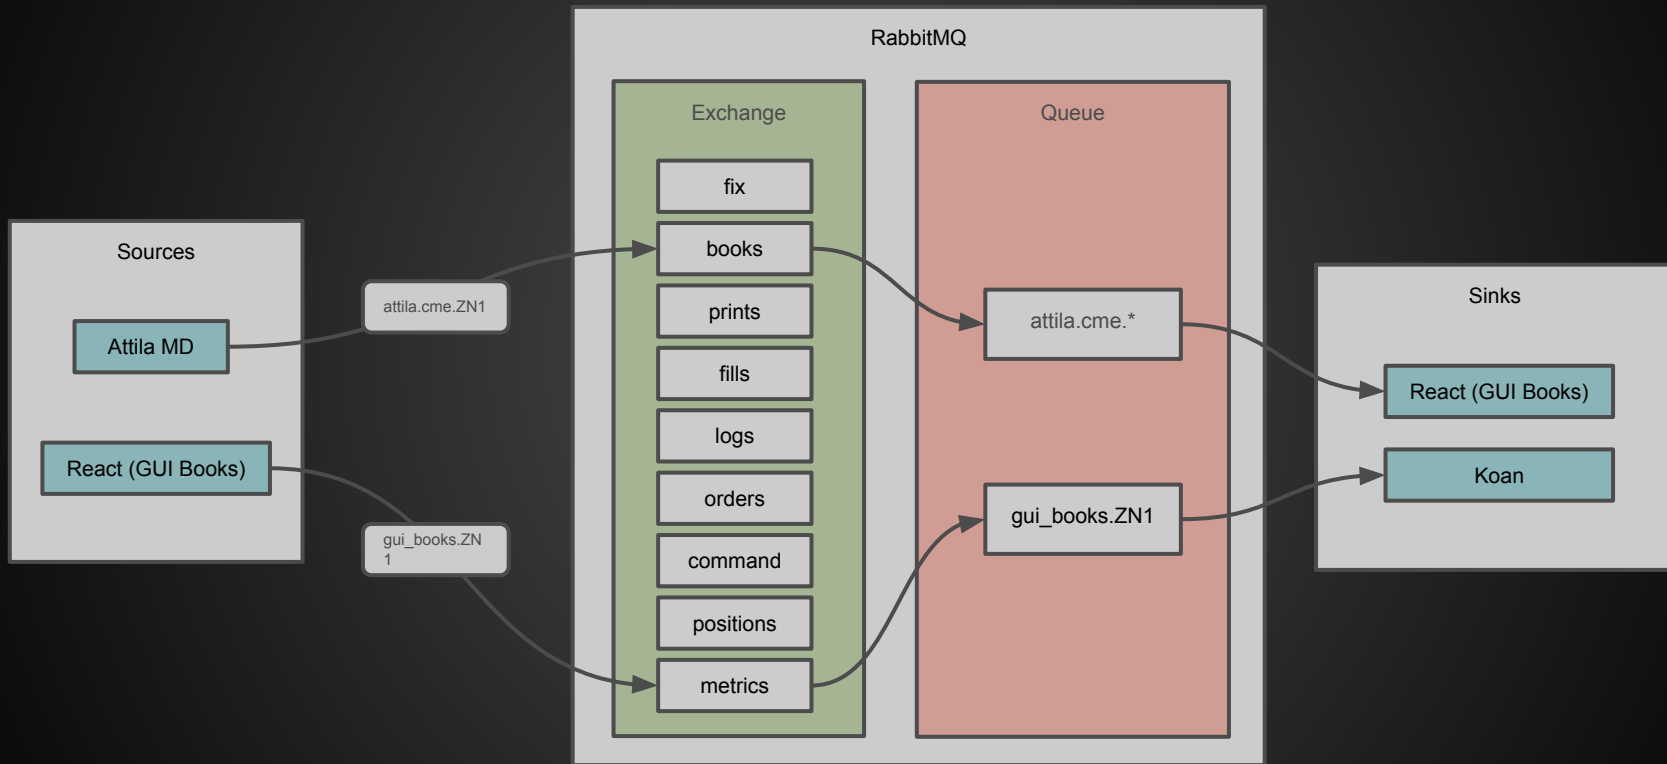 RabbitMQ
Sources
Attila MD
React (GUI Books)
attila.cme.ZN1
gui_books.ZN
1
Exchange
fix
books
prints
fills
logs
orders
command
positions
metrics
Queue
attila.cme.*
gui_books.ZN1
Sinks
React (GUI Books)
Koan